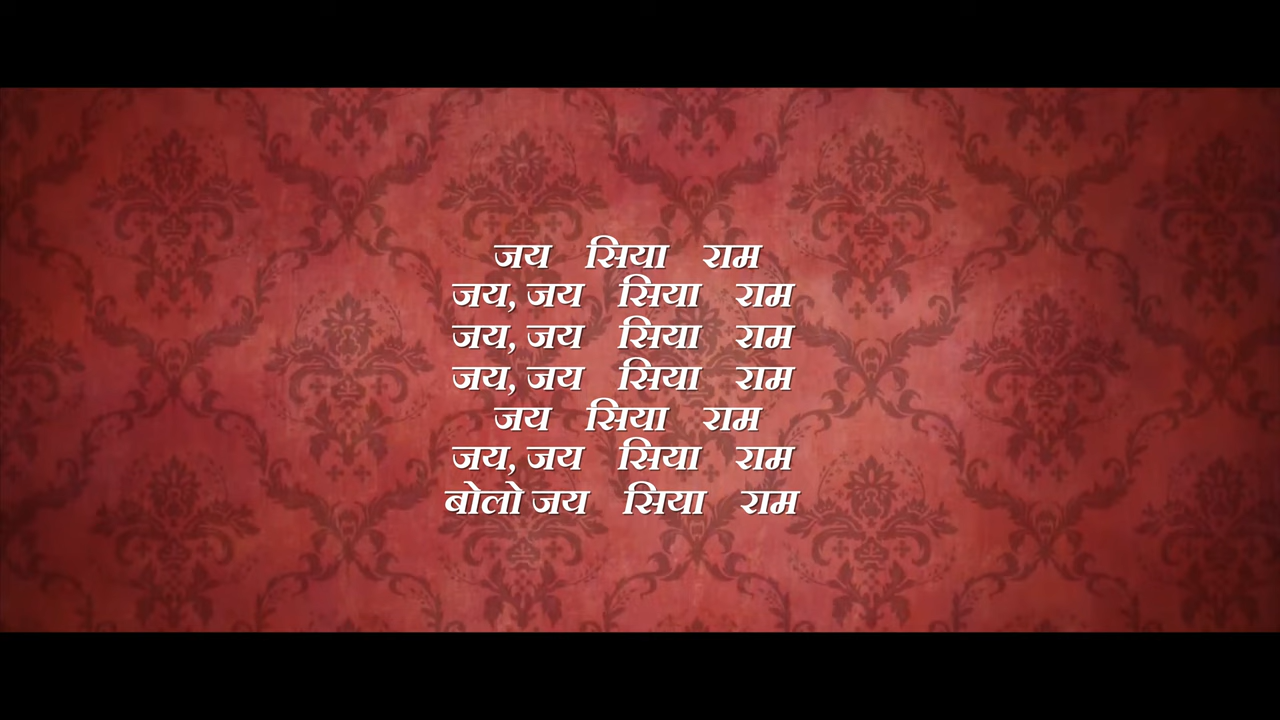 जय सिया राम
जय, जय सिया राम
जय, जय सिया राम
जय, जय सिया राम
जय सिया राम
जय, जय सिया राम
बोलो जय सिया राम